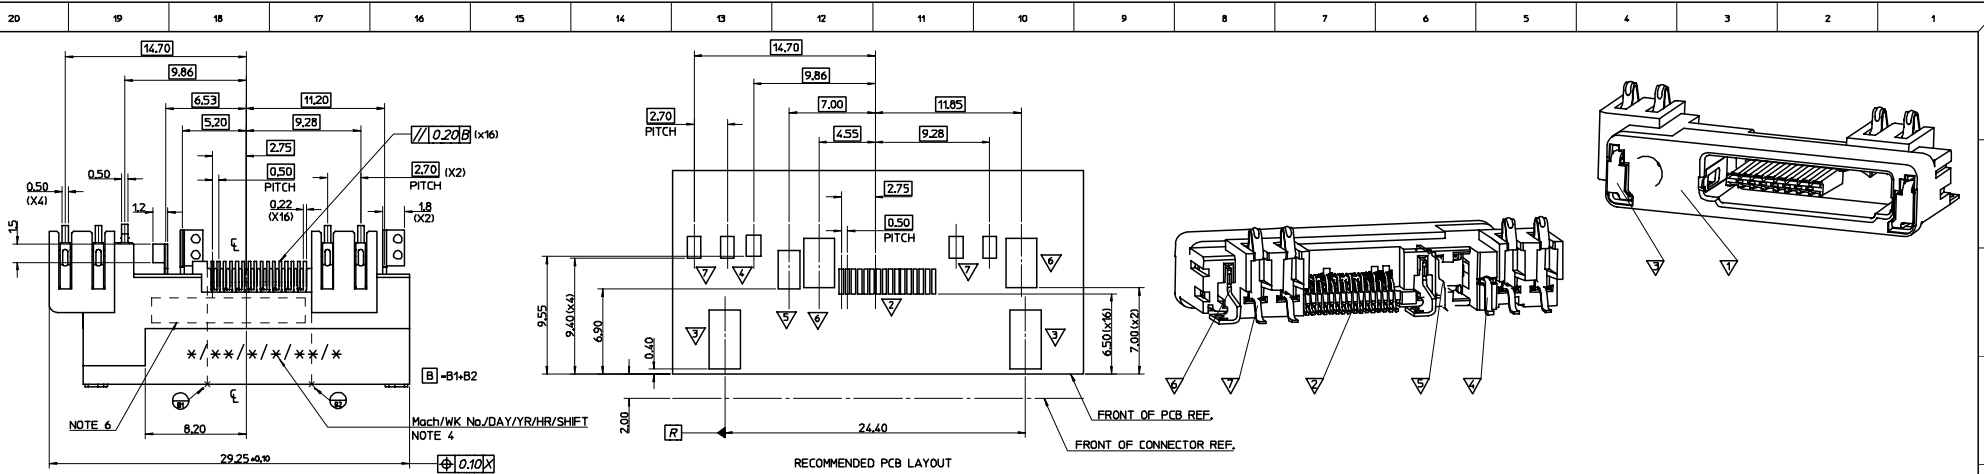 20 19 18 17 16 15 14 13 12 11 10 9 8 7 6 5 4 3 2 1
14.70
9.86
6.53
11.20
5.20
9.28
// 0.20 B (x16)
2.75
0.50
PITCH
2.70 (X2)
PITCH
0.50
(X4)
0.50
1.2
0.22
(X16)
1.8
(X2)
1.5
*/**/*/*/**/*
B -B1+B2
B1
B2
NOTE 6
8.20
Mach/WK No./DAY/YR/HR/SHIFT
NOTE 4
29.25
0.10 X
14.70
9.86
7.00
11.85
2.70
PITCH
4.55
9.28
2.75
0.50
PITCH
7
4
7
6
5
6
2
3
3
9.55
9.40 (x4)
6.90
0.40
6.50 (x16)
7.00 (x2)
2.00
R
24.40
FRONT OF PCB REF.
FRONT OF CONNECTOR REF.
RECOMMENDED PCB LAYOUT
6
7
2
5
4
3
1